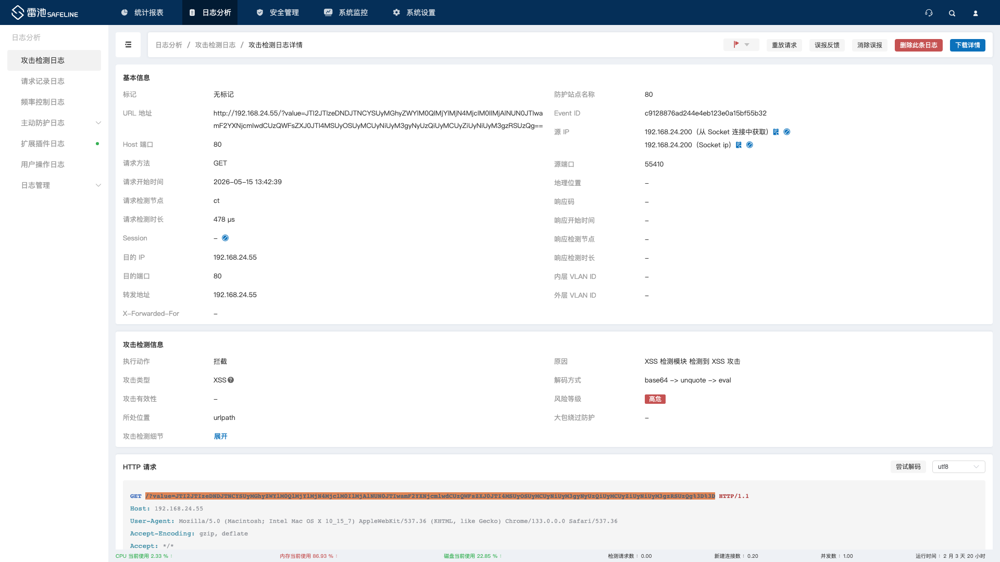 雷池 SAFELINE
统计报表
日志分析
安全管理
系统监控
系统设置
日志分析
攻击检测日志
请求记录日志
频率控制日志
主动防护日志
扩展插件日志
用户操作日志
日志管理
日志分析 / 攻击检测日志 / 攻击检测日志详情
重放请求
误报反馈
消除误报
删除此条日志
下载详情
基本信息
标记 无标记
URL 地址 http://192.168.24.55/?value=JTI2JTIzeDNDJTNCYSUyMGhyZWYlM0QlMjYlMjN4MjclM0IlMjAlNUN0JTIwa
mF2YXNjcmlwdCUzQWFsZXJ0JTI4MSUyOSUyMCUyNiUyM3gyNyUzQiUyMCUyZiUyNiUyM3gzRSUzQg==
Host 端口 80
请求方法 GET
请求开始时间 2026-05-15 13:42:39
请求检测节点 ct
请求检测时长 478 μs
Session –
目的 IP 192.168.24.55
目的端口 80
转发地址 192.168.24.55
X-Forwarded-For –
防护站点名称 80
Event ID c9128876ad244e4eb123e0a15bf55b32
源 IP 192.168.24.200（从 Socket 连接中获取）
192.168.24.200（Socket ip）
源端口 55410
地理位置 –
响应码 –
响应开始时间 –
响应检测节点 –
响应检测时长 –
内层 VLAN ID –
外层 VLAN ID –
攻击检测信息
执行动作 拦截
攻击类型 XSS
攻击有效性 –
所处位置 urlpath
攻击检测细节 展开
原因 XSS 检测模块 检测到 XSS 攻击
解码方式 base64 -> unquote -> eval
风险等级 高危
大包绕过防护 –
HTTP 请求
尝试解码
utf8
GET /?value=JTI2JTIzeDNDJTNCYSUyMGhyZWYlM0QlMjYlMjN4MjclM0IlMjAlNUN0JTIwamF2YXNjcmlwdCUzQWFsZXJ0JTI4MSUyOSUyMCUyNiUyM3gyNyUzQiUyMCUyZiUyNiUyM3gzRSUzQg%3D%3D HTTP/1.1
Host: 192.168.24.55
User-Agent: Mozilla/5.0 (Macintosh; Intel Mac OS X 10_15_7) AppleWebKit/537.36 (KHTML, like Gecko) Chrome/133.0.0.0 Safari/537.36
Accept-Encoding: gzip, deflate
Accept: */*
CPU 当前使用 2.33 %：
内存当前使用 86.93 %：
磁盘当前使用 22.85 %：
检测请求数：0.00
新建连接数：0.20
并发数：1.00
运行时间：2 月 3 天 20 小时